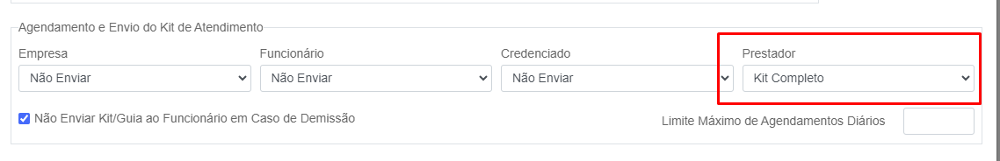 Agendamento e Envio do Kit de Atendimento
Empresa Funcionário Credenciado Prestador
Não Enviar Não Enviar Não Enviar Kit Completo
Não Enviar Kit/Guia ao Funcionário em Caso de Demissão
Limite Máximo de Agendamentos Diários